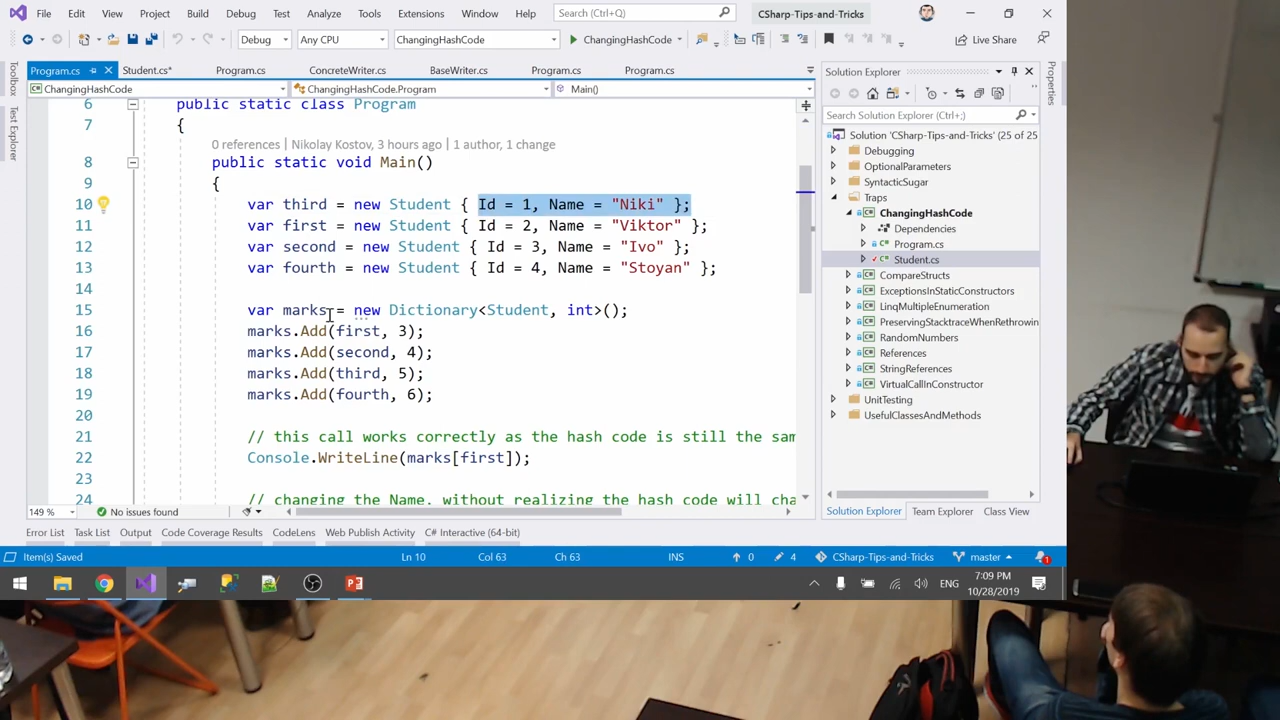 File Edit View Project Build Debug Test Analyze Tools Extensions Window Help Search (Ctrl+Q) CSharp-Tips-and-Tricks
Debug Any CPU ChangingHashCode ChangingHashCode Live Share
Program.cs Student.cs* Program.cs ConcreteWriter.cs BaseWriter.cs Program.cs Program.cs
ChangingHashCode ChangingHashCode.Program Main()
Toolbox
Test Explorer
6 public static class Program
7 {
0 references | Nikolay Kostov, 3 hours ago | 1 author, 1 change
8 public static void Main()
9 {
10 var third = new Student { Id = 1, Name = "Niki" };
11 var first = new Student { Id = 2, Name = "Viktor" };
12 var second = new Student { Id = 3, Name = "Ivo" };
13 var fourth = new Student { Id = 4, Name = "Stoyan" };
14
15 var marks = new Dictionary<Student, int>();
16 marks.Add(first, 3);
17 marks.Add(second, 4);
18 marks.Add(third, 5);
19 marks.Add(fourth, 6);
20
21 // this call works correctly as the hash code is still the sam
22 Console.WriteLine(marks[first]);
23
24 // changing the Name, without realizing the hash code will cha
149 % No issues found
Solution Explorer
Search Solution Explorer (Ctrl+;)
Solution 'CSharp-Tips-and-Tricks' (25 of 25
Debugging
OptionalParameters
SyntacticSugar
Traps
ChangingHashCode
Dependencies
Program.cs
Student.cs
CompareStructs
ExceptionsInStaticConstructors
LinqMultipleEnumeration
PreservingStacktraceWhenRethrowin
RandomNumbers
References
StringReferences
VirtualCallInConstructor
UnitTesting
UsefulClassesAndMethods
Solution Explorer Team Explorer Class View
Properties
Error List Task List Output Code Coverage Results CodeLens Web Publish Activity C# Interactive (64-bit)
Item(s) Saved Ln 10 Col 63 Ch 63 INS 0 4 CSharp-Tips-and-Tricks master 1
ENG 7:09 PM
10/28/2019